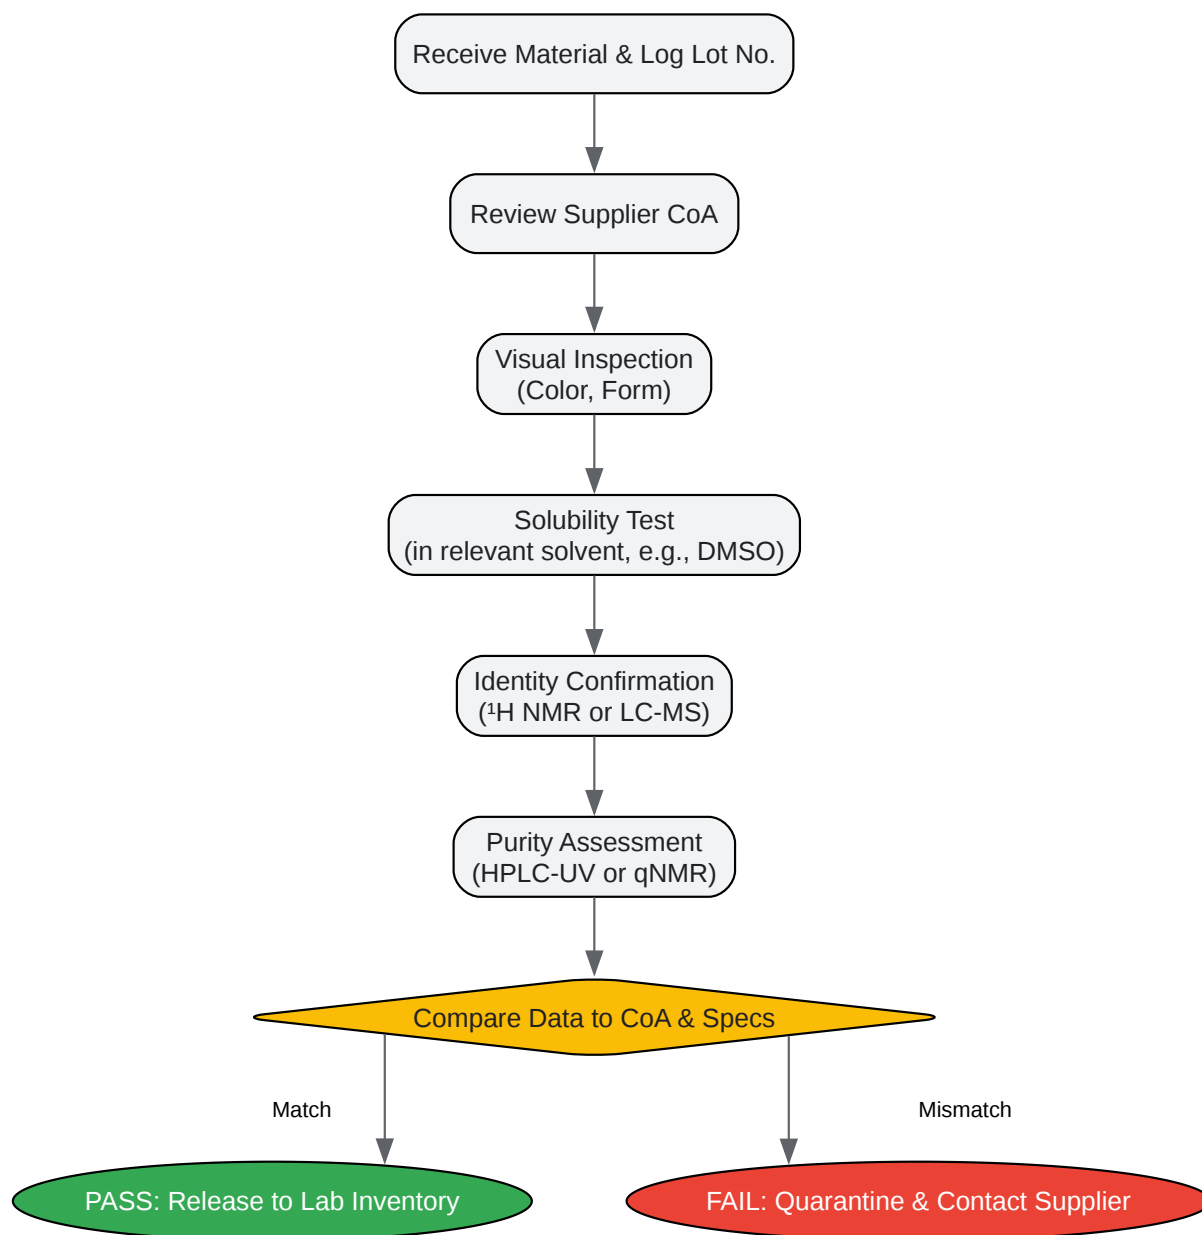 Receive Material & Log Lot No.
Review Supplier CoA
Visual Inspection
(Color, Form)
Solubility Test
(in relevant solvent, e.g., DMSO)
Identity Confirmation
(¹H NMR or LC-MS)
Purity Assessment
(HPLC-UV or qNMR)
Compare Data to CoA & Specs
Match
Mismatch
PASS: Release to Lab Inventory
FAIL: Quarantine & Contact Supplier